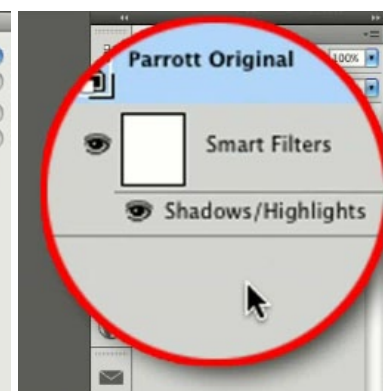 Parrott Original
100%
Smart Filters
Shadows/Highlights